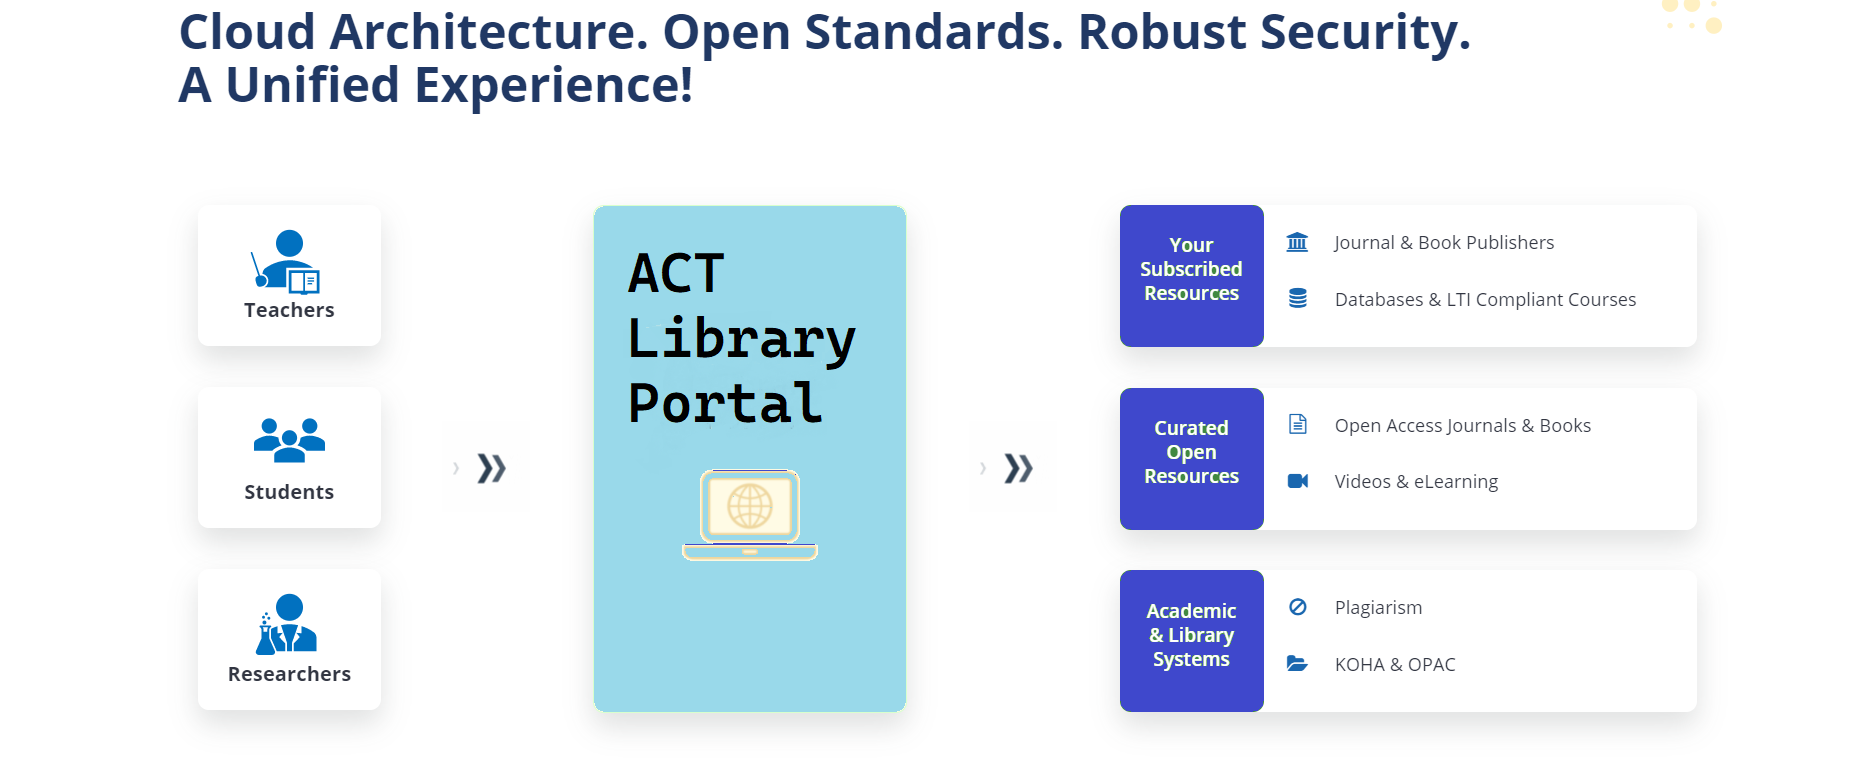 Cloud Architecture. Open Standards. Robust Security.
A Unified Experience!
Teachers
Students
Researchers
ACT
Library
Portal
Your
Subscribed
Resources
Journal & Book Publishers
Databases & LTI Compliant Courses
Curated
Open
Resources
Open Access Journals & Books
Videos & eLearning
Academic
& Library
Systems
Plagiarism
KOHA & OPAC